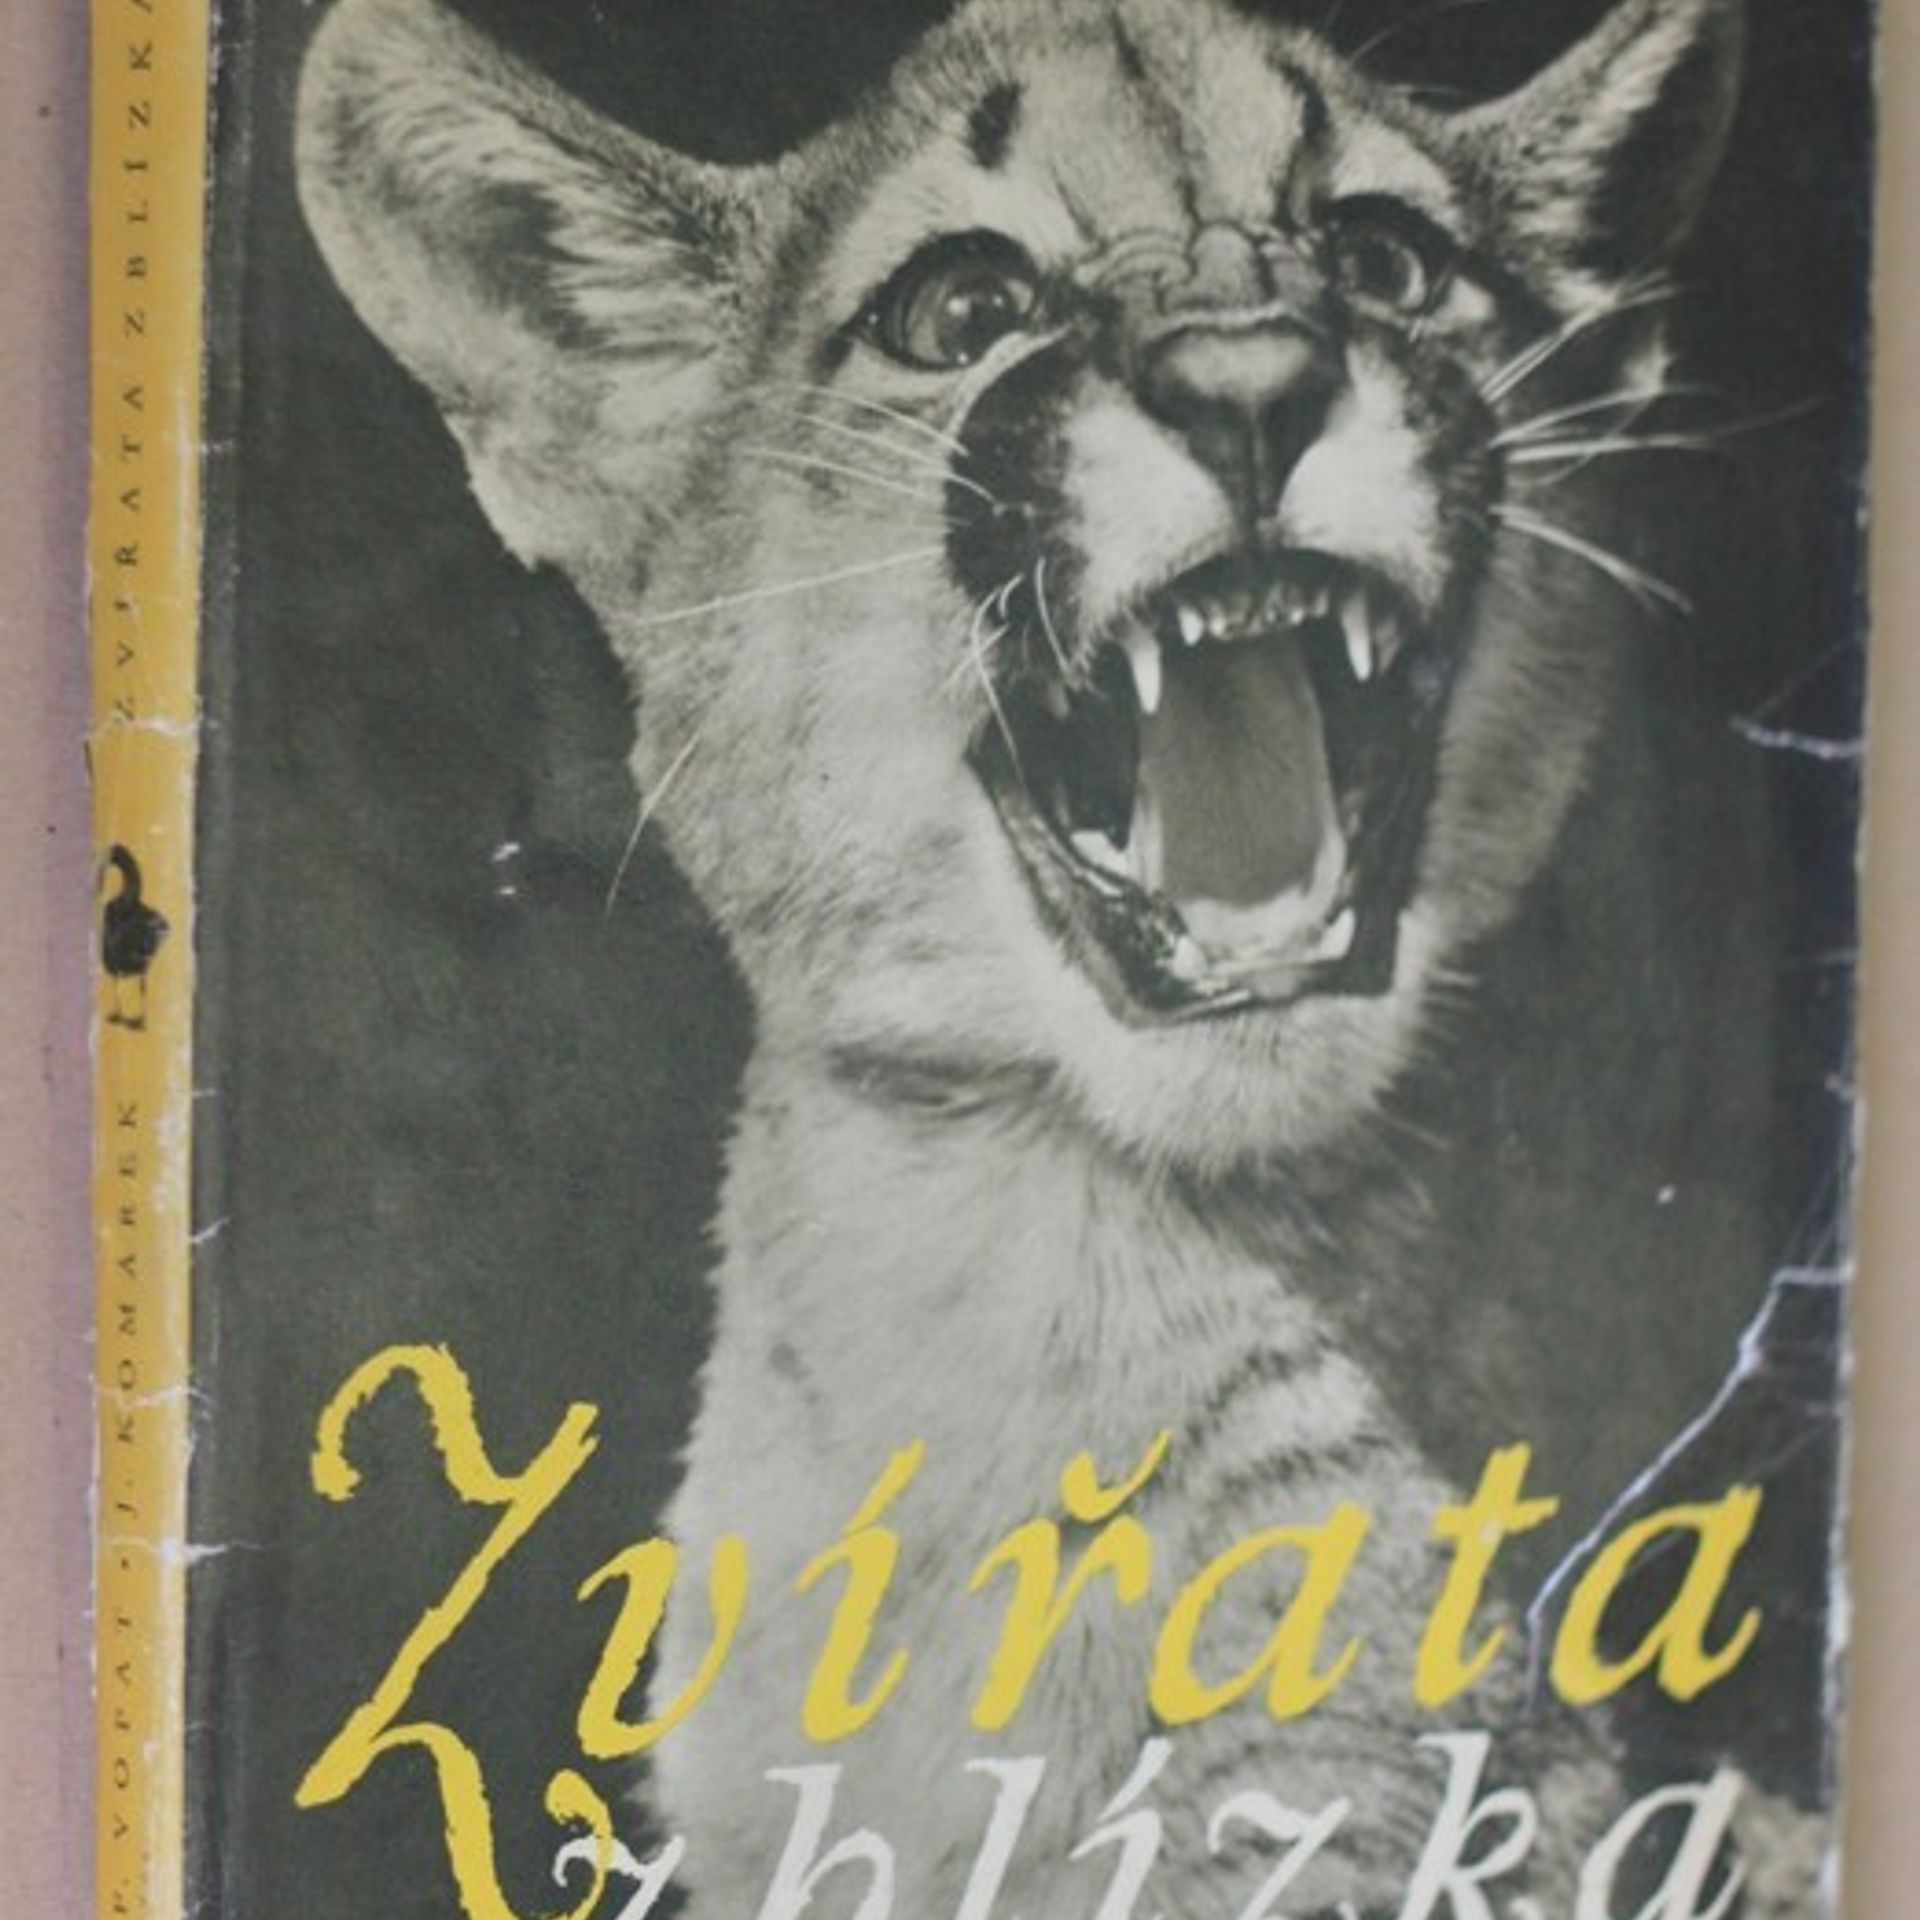 P. VOPAT • J. KOMÁREK ZVÍŘATA ZBLÍZKA
Zvířata
zblízka